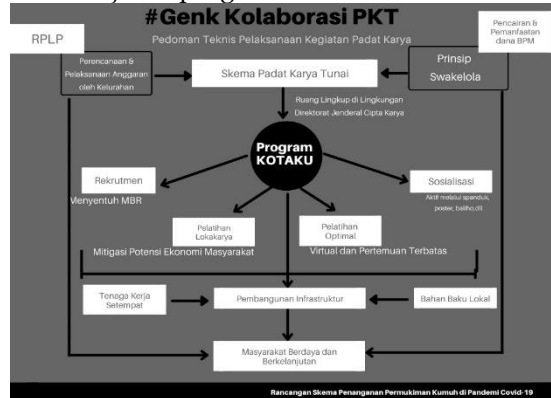 #Genk Kolaborasi PKT
Pedoman Teknis Pelaksanaan Kegiatan Padat Karya
RPLP
Pencairan &
Pemanfaatan
dana BPM
Perencanaan &
Pelaksanaan Anggaran
oleh Kelurahan
Skema Padat Karya Tunai
Prinsip
Swakelola
Ruang Lingkup di Lingkungan
Direktorat Jenderal Cipta Karya
Program
KOTAKU
Rekrutmen
Menyentuh MBR
Sosialisasi
Aktif melalui spanduk,
poster, baliho,dll
Pelatihan
Lokakarya
Pelatihan
Optimal
Mitigasi Potensi Ekonomi Masyarakat
Virtual dan Pertemuan Terbatas
Tenaga Kerja
Setempat
Pembangunan Infrastruktur
Bahan Baku Lokal
Masyarakat Berdaya dan
Berkelanjutan
Rancangan Skema Penanganan Permukiman Kumuh di Pandemi Covid-19